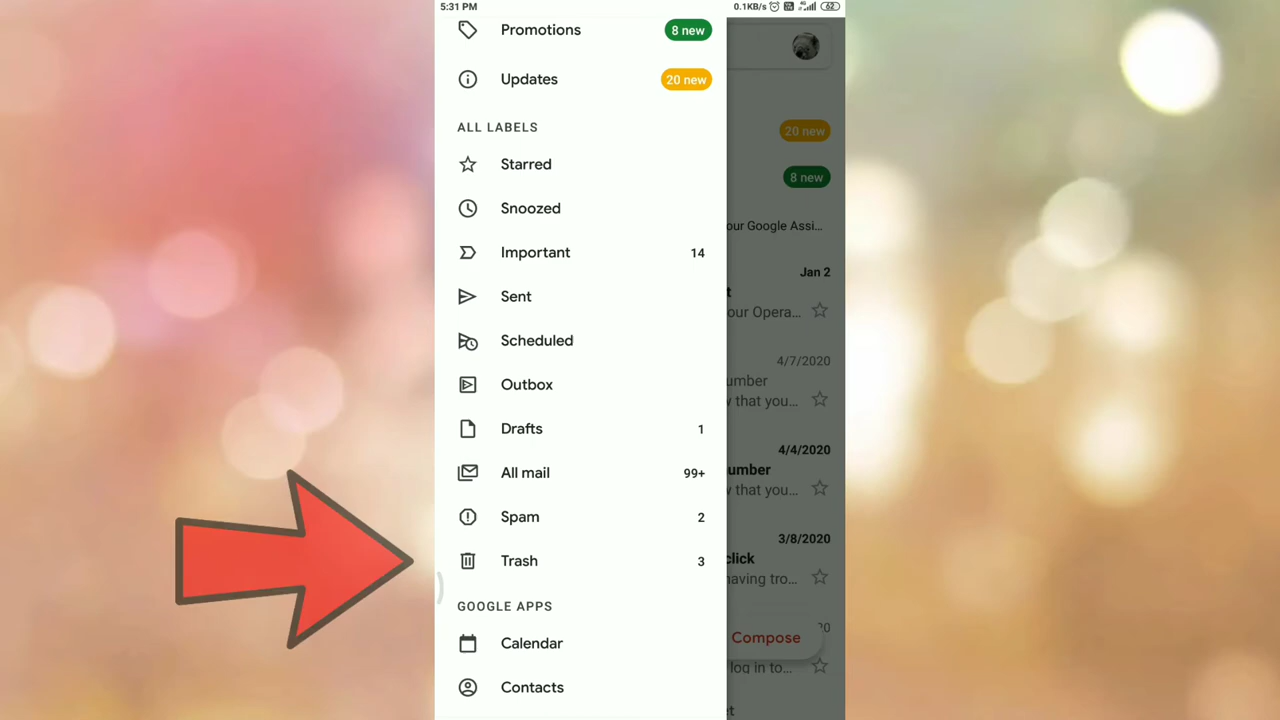 5:31 PM
0.1KB/s 62
Promotions 8 new
Updates 20 new
ALL LABELS
Starred
Snoozed
Important 14
Sent
Scheduled
Outbox
Drafts 1
All mail 99+
Spam 2
Trash 3
GOOGLE APPS
Calendar
Contacts
20 new
8 new
our Google Assi...
Jan 2
t
our Opera...
4/7/2020
umber
w that you...
4/4/2020
umber
w that you...
3/8/2020
click
having tro...
20
Compose
log in to...
et